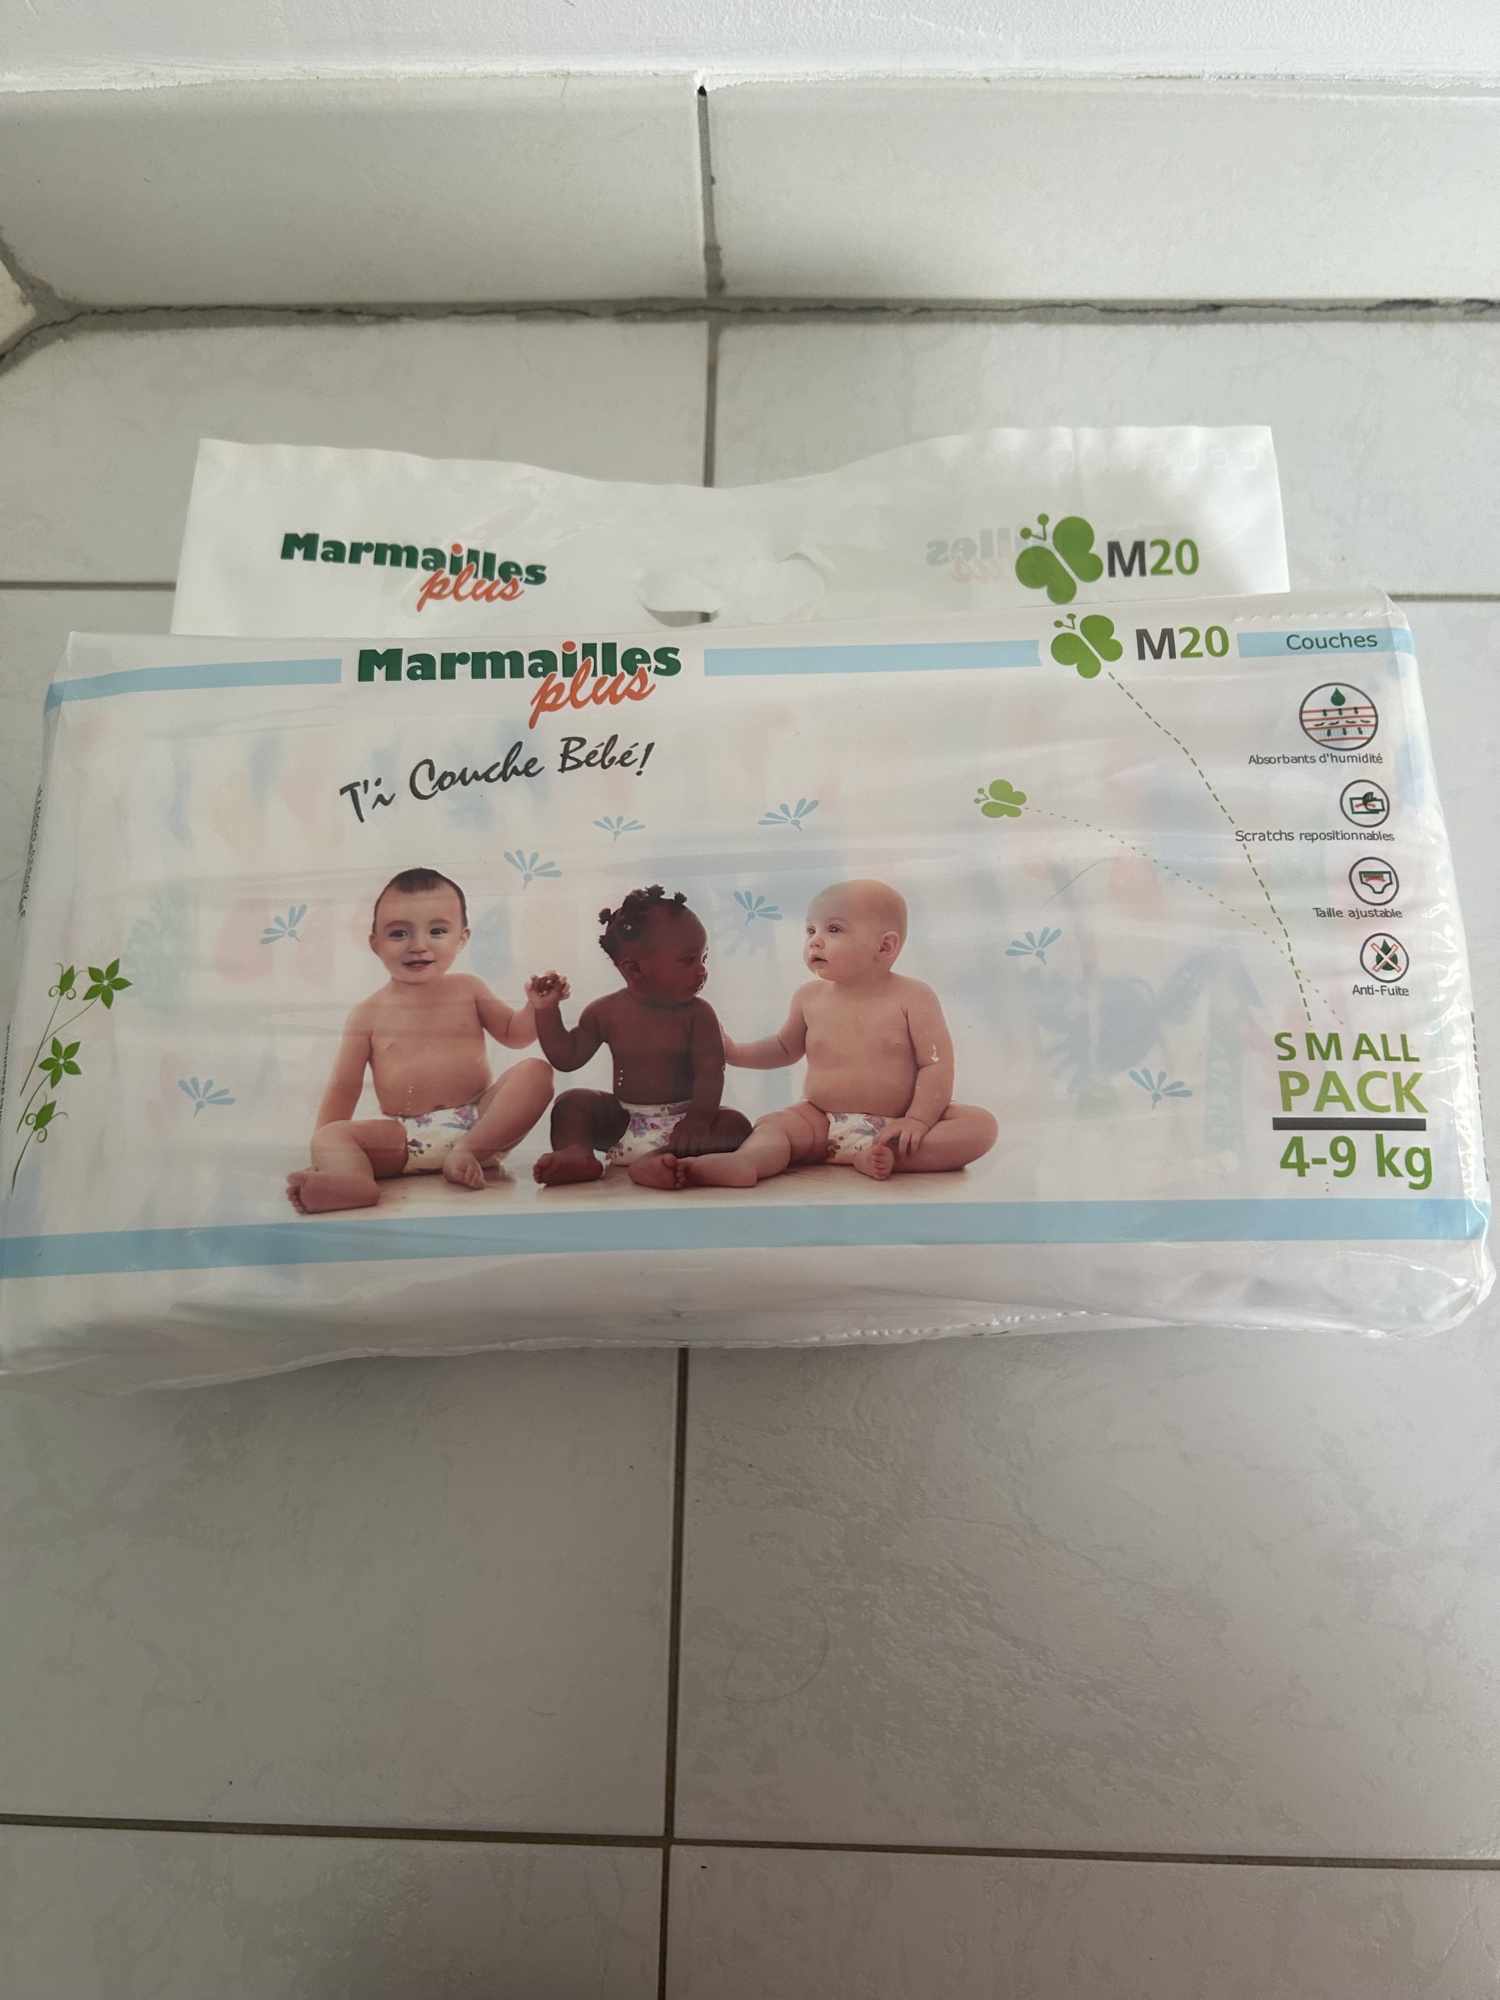 Marmailles
plus
M20
Marmailles
plus
M20
Couches
T'i Couche Bébé!
Absorbants d'humidité
Scratchs repositionnables
Taille ajustable
Anti-Fuite
SMALL
PACK
4-9 kg